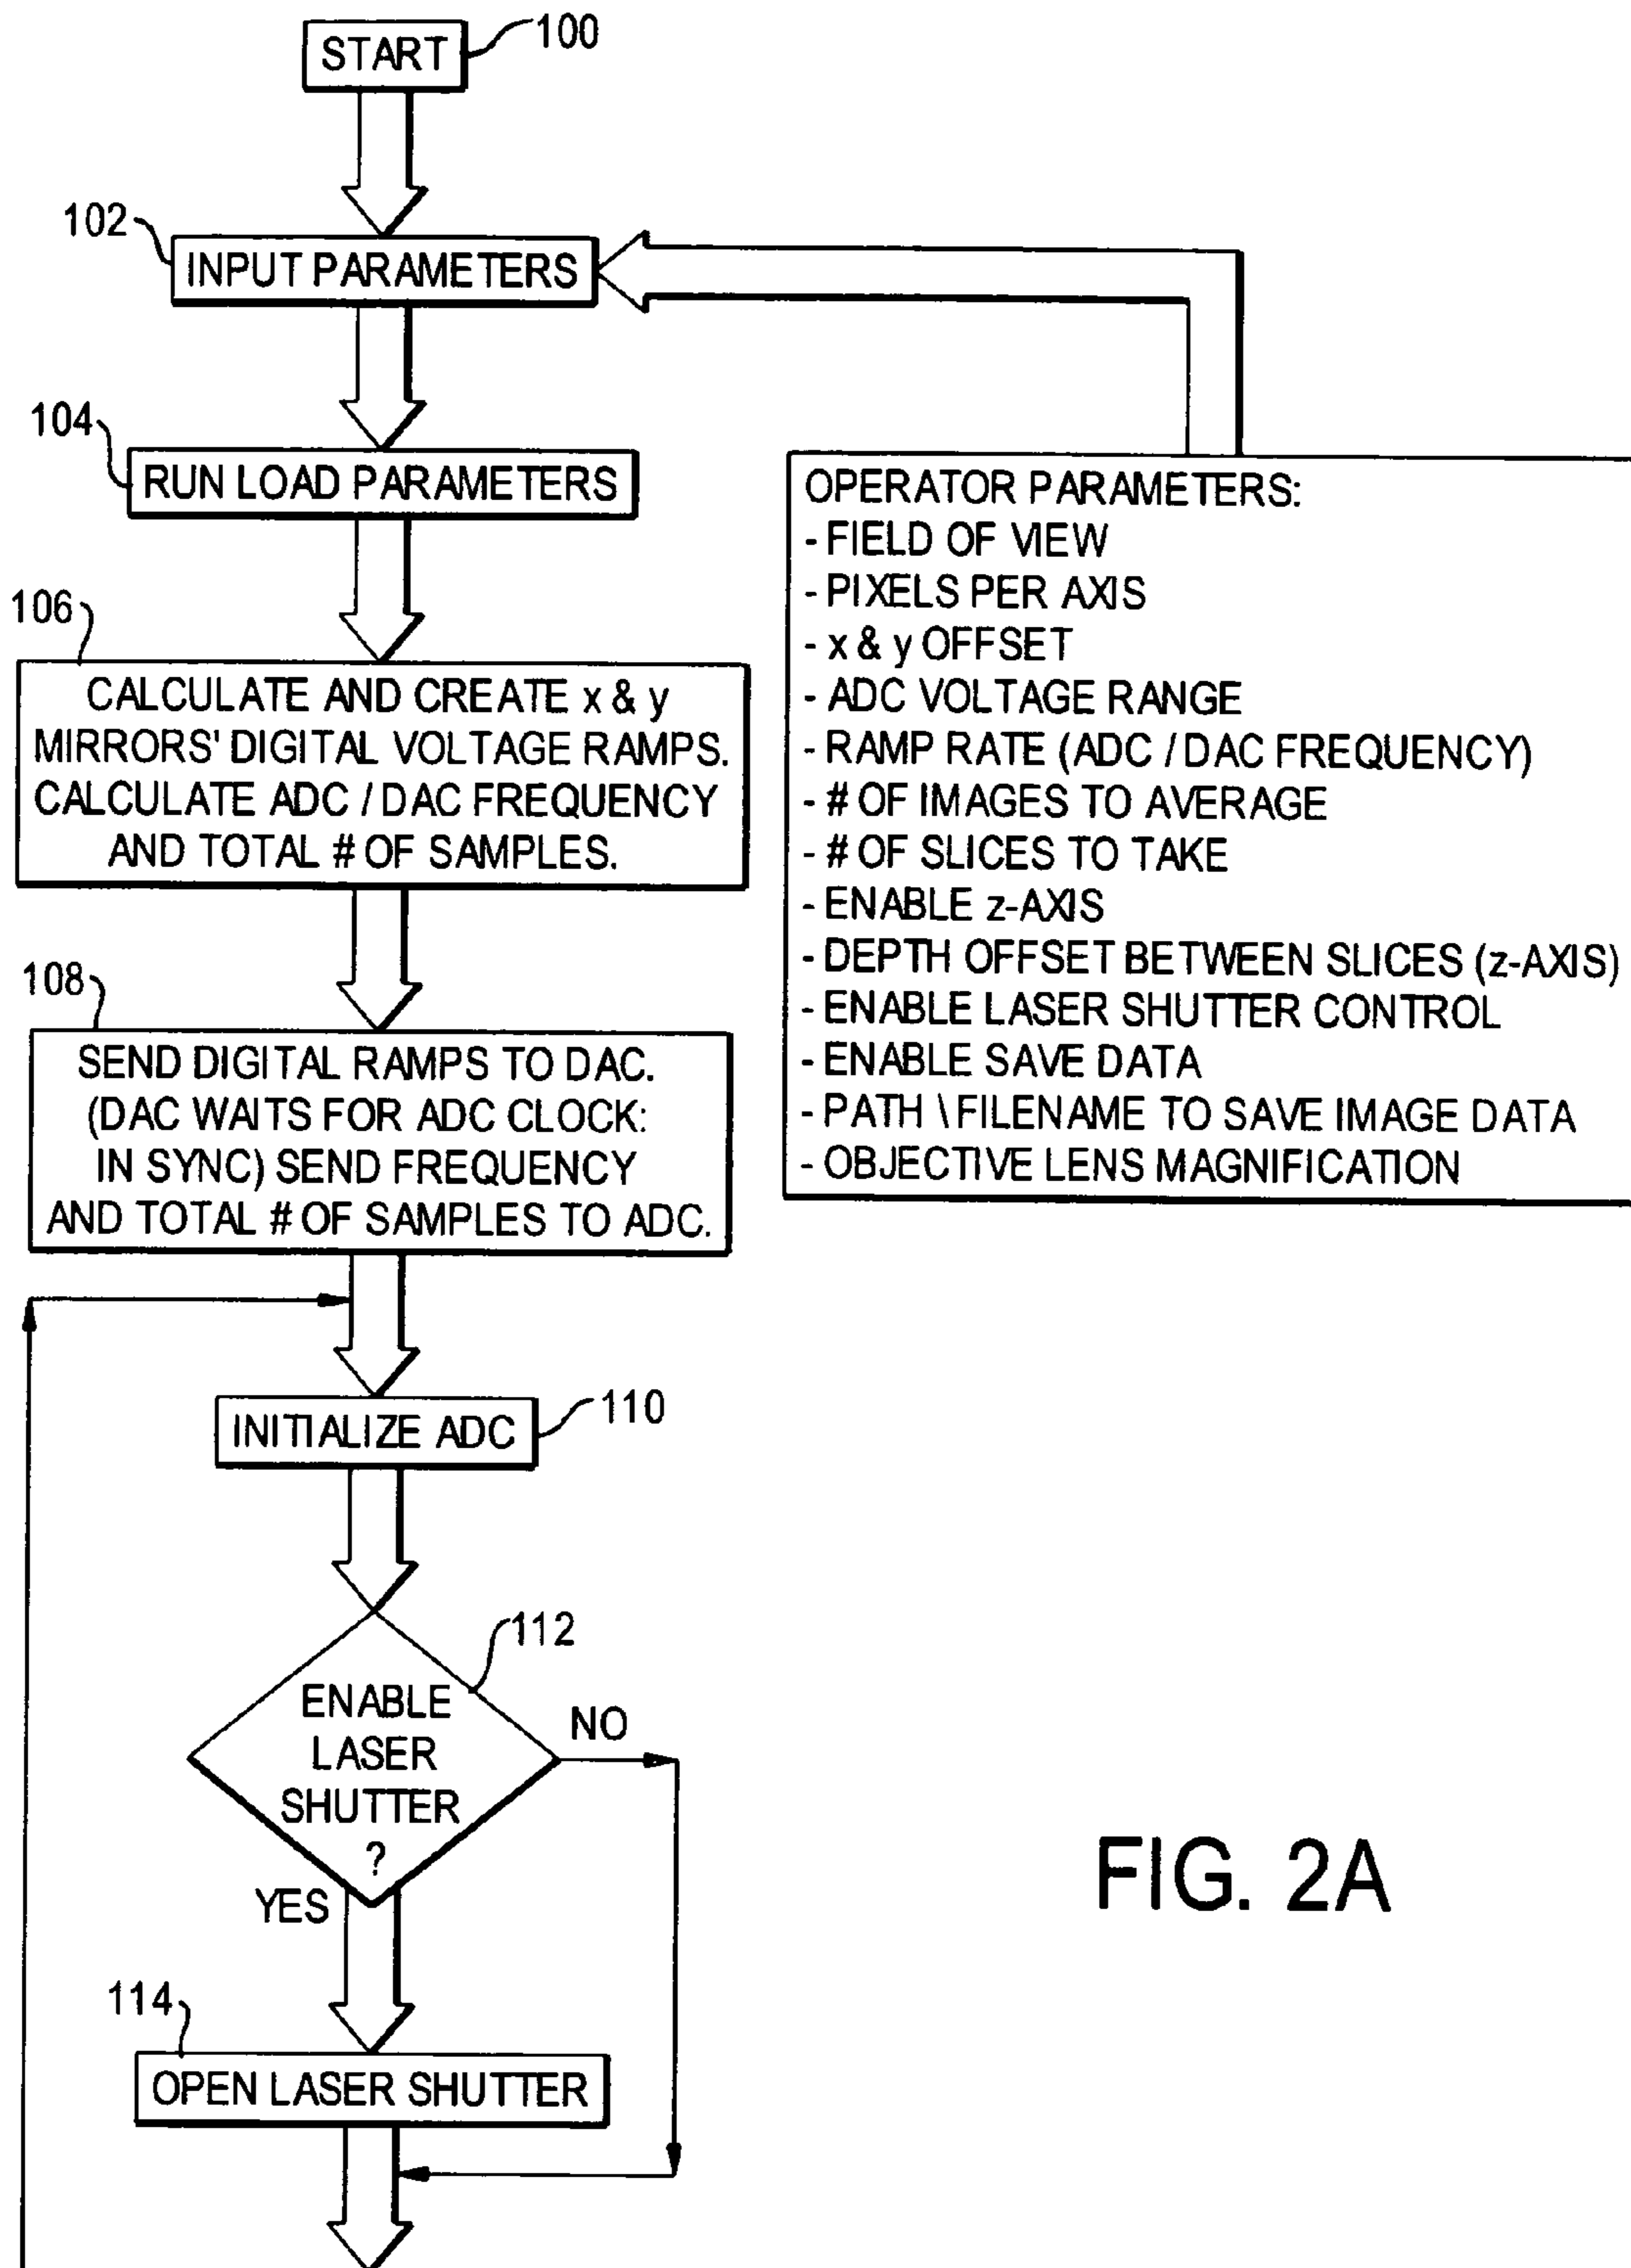 START
100
102
INPUT PARAMETERS
104
RUN LOAD PARAMETERS
OPERATOR PARAMETERS:
- FIELD OF VIEW
- PIXELS PER AXIS
- x & y OFFSET
- ADC VOLTAGE RANGE
- RAMP RATE (ADC / DAC FREQUENCY)
- # OF IMAGES TO AVERAGE
- # OF SLICES TO TAKE
- ENABLE z-AXIS
- DEPTH OFFSET BETWEEN SLICES (z-AXIS)
- ENABLE LASER SHUTTER CONTROL
- ENABLE SAVE DATA
- PATH \ FILENAME TO SAVE IMAGE DATA
- OBJECTIVE LENS MAGNIFICATION
106
CALCULATE AND CREATE x & y
MIRRORS' DIGITAL VOLTAGE RAMPS.
CALCULATE ADC / DAC FREQUENCY
AND TOTAL # OF SAMPLES.
108
SEND DIGITAL RAMPS TO DAC.
(DAC WAITS FOR ADC CLOCK:
IN SYNC) SEND FREQUENCY
AND TOTAL # OF SAMPLES TO ADC.
INITIALIZE ADC
110
112
ENABLE
LASER
SHUTTER
?
NO
YES
114
OPEN LASER SHUTTER
FIG. 2A